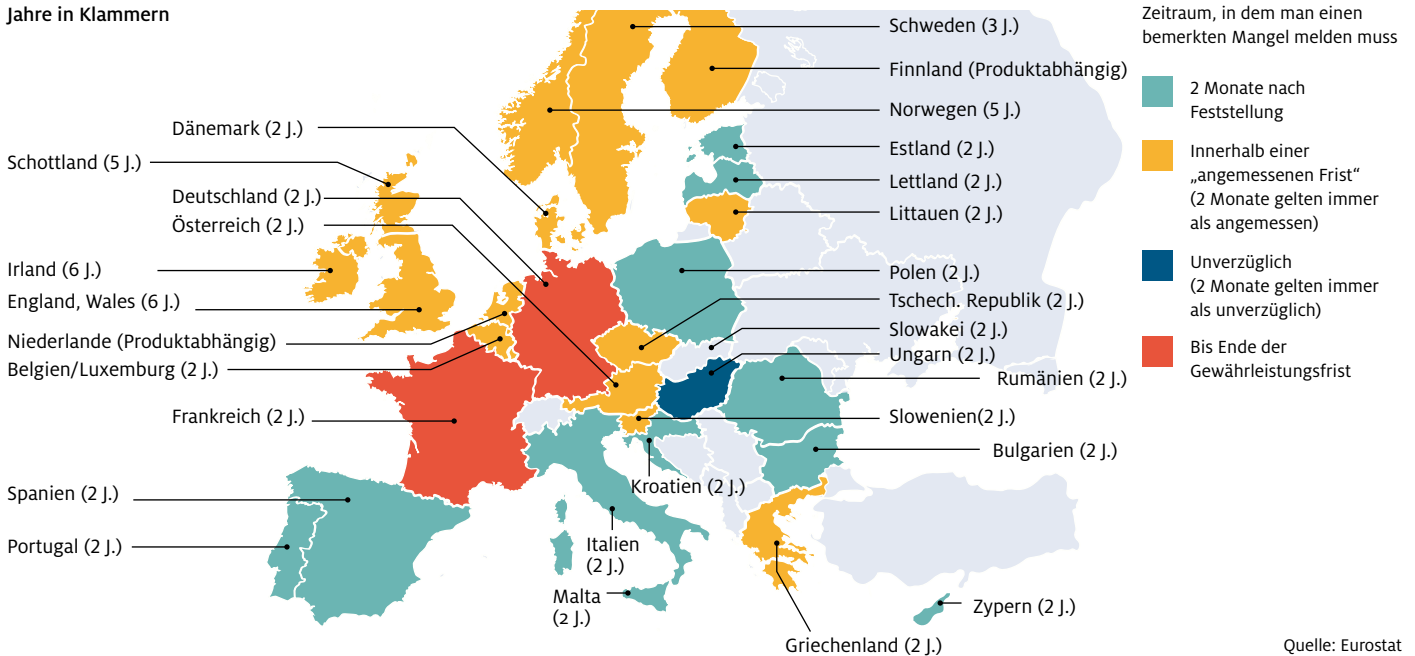 Jahre in Klammern
Zeitraum, in dem man einen
bemerkten Mangel melden muss
2 Monate nach
Feststellung
Innerhalb einer
„angemessenen Frist“
(2 Monate gelten immer
als angemessen)
Unverzüglich
(2 Monate gelten immer
als unverzüglich)
Bis Ende der
Gewährleistungsfrist
Schweden (3 J.)
Finnland (Produktabhängig)
Norwegen (5 J.)
Dänemark (2 J.)
Estland (2 J.)
Schottland (5 J.)
Lettland (2 J.)
Deutschland (2 J.)
Littauen (2 J.)
Österreich (2 J.)
Irland (6 J.)
Polen (2 J.)
England, Wales (6 J.)
Tschech. Republik (2 J.)
Slowakei (2 J.)
Niederlande (Produktabhängig)
Ungarn (2 J.)
Belgien/Luxemburg (2 J.)
Rumänien (2 J.)
Frankreich (2 J.)
Slowenien(2 J.)
Bulgarien (2 J.)
Kroatien (2 J.)
Spanien (2 J.)
Portugal (2 J.)
Italien
(2 J.)
Malta
(2 J.)
Zypern (2 J.)
Griechenland (2 J.)
Quelle: Eurostat